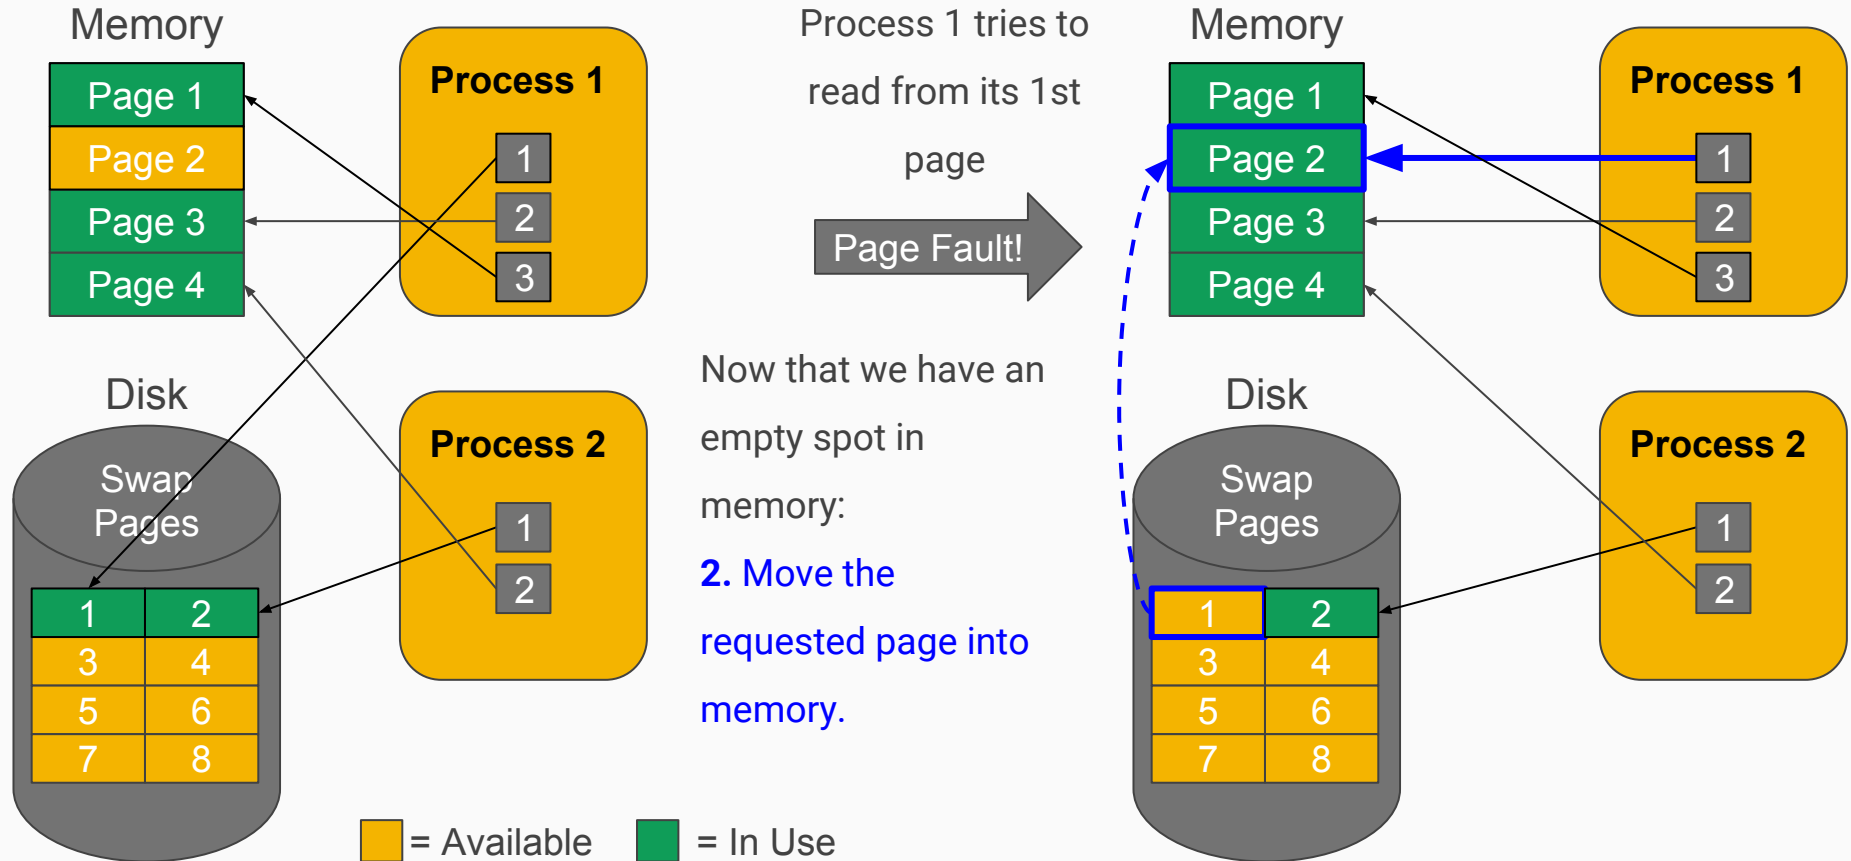 Memory
Page 1
Page 2
Page 3
Page 4
Process 1
1
2
3
Disk
Swap
Pages
1 2
3 4
5 6
7 8
Process 2
1
2
Process 1 tries to
read from its 1st
page
Page Fault!
Now that we have an
empty spot in
memory:
2. Move the
requested page into
memory.
Memory
Page 1
Page 2
Page 3
Page 4
Process 1
1
2
3
Disk
Swap
Pages
1 2
3 4
5 6
7 8
Process 2
1
2
= Available = In Use